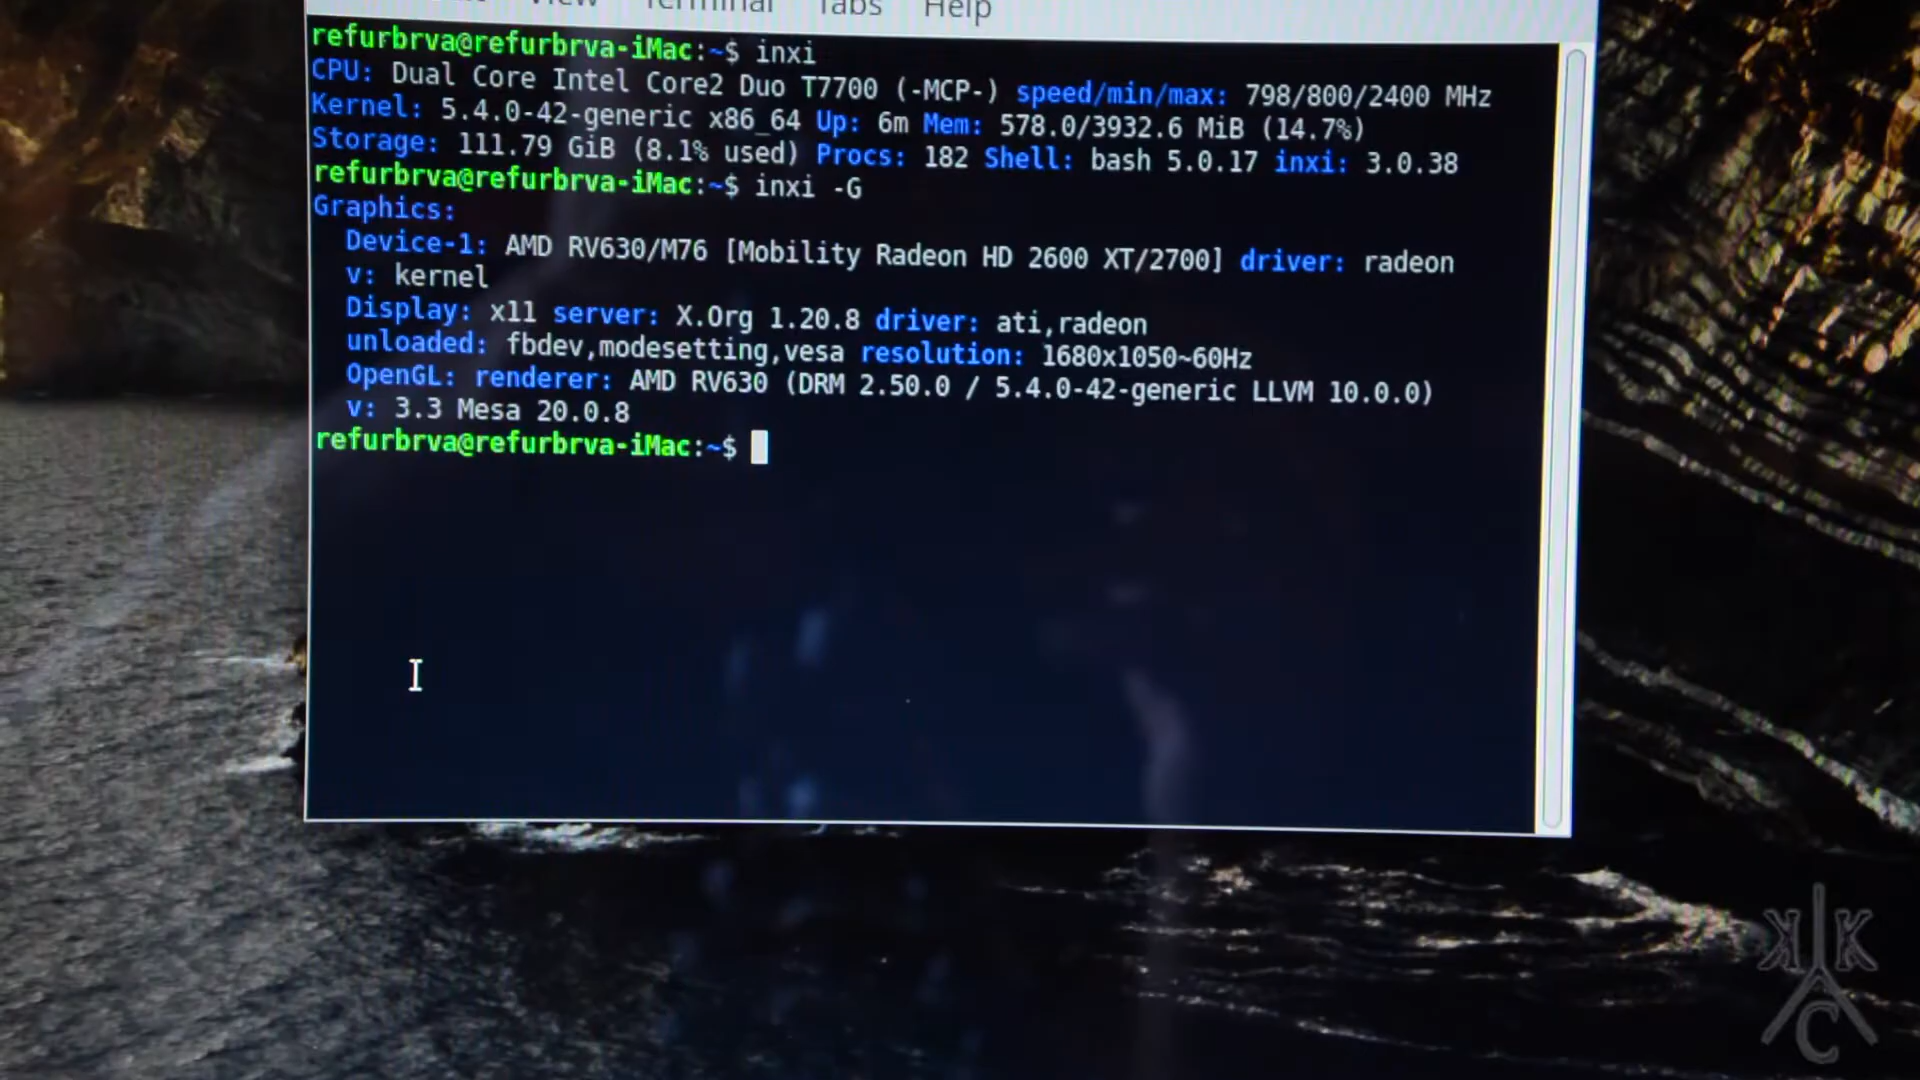 View Terminal Tabs Help
refurbrva@refurbrva-iMac:~$ inxi
CPU: Dual Core Intel Core2 Duo T7700 (-MCP-) speed/min/max: 798/800/2400 MHz
Kernel: 5.4.0-42-generic x86_64 Up: 6m Mem: 578.0/3932.6 MiB (14.7%)
Storage: 111.79 GiB (8.1% used) Procs: 182 Shell: bash 5.0.17 inxi: 3.0.38
refurbrva@refurbrva-iMac:~$ inxi -G
Graphics:
Device-1: AMD RV630/M76 [Mobility Radeon HD 2600 XT/2700] driver: radeon
v: kernel
Display: x11 server: X.Org 1.20.8 driver: ati,radeon
unloaded: fbdev,modesetting,vesa resolution: 1680x1050~60Hz
OpenGL: renderer: AMD RV630 (DRM 2.50.0 / 5.4.0-42-generic LLVM 10.0.0)
v: 3.3 Mesa 20.0.8
refurbrva@refurbrva-iMac:~$
K K
C